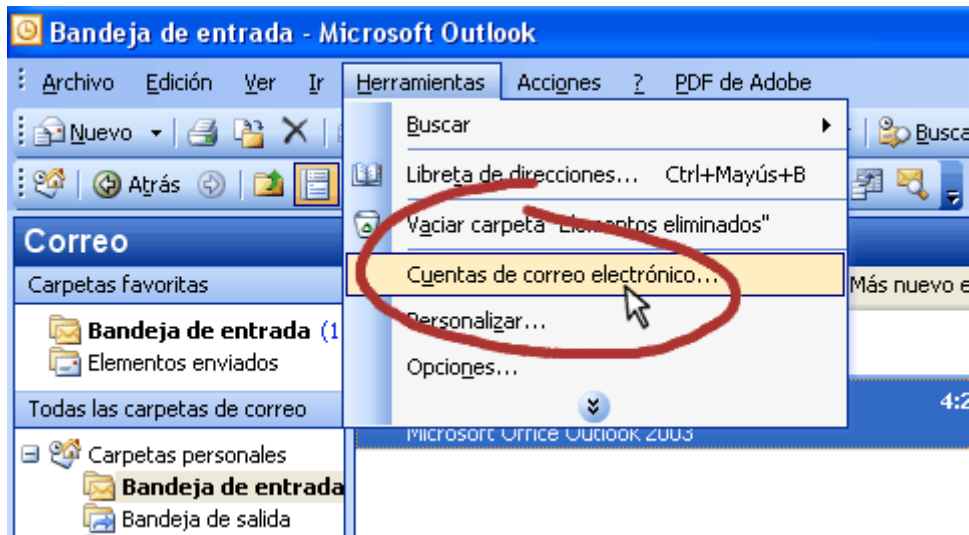 Bandeja de entrada - Microsoft Outlook
Archivo Edición Ver Ir Herramientas Acciones ? PDF de Adobe
Nuevo Busca
Buscar
Atrás
Libreta de direcciones... Ctrl+Mayús+B
Vaciar carpeta "Elementos eliminados"
Correo
Cuentas de correo electrónico...
Carpetas favoritas Más nuevo e
Personalizar...
Bandeja de entrada (1
Elementos enviados
Opciones...
Todas las carpetas de correo 4:2
Microsoft Office Outlook 2003
Carpetas personales
Bandeja de entrada
Bandeja de salida